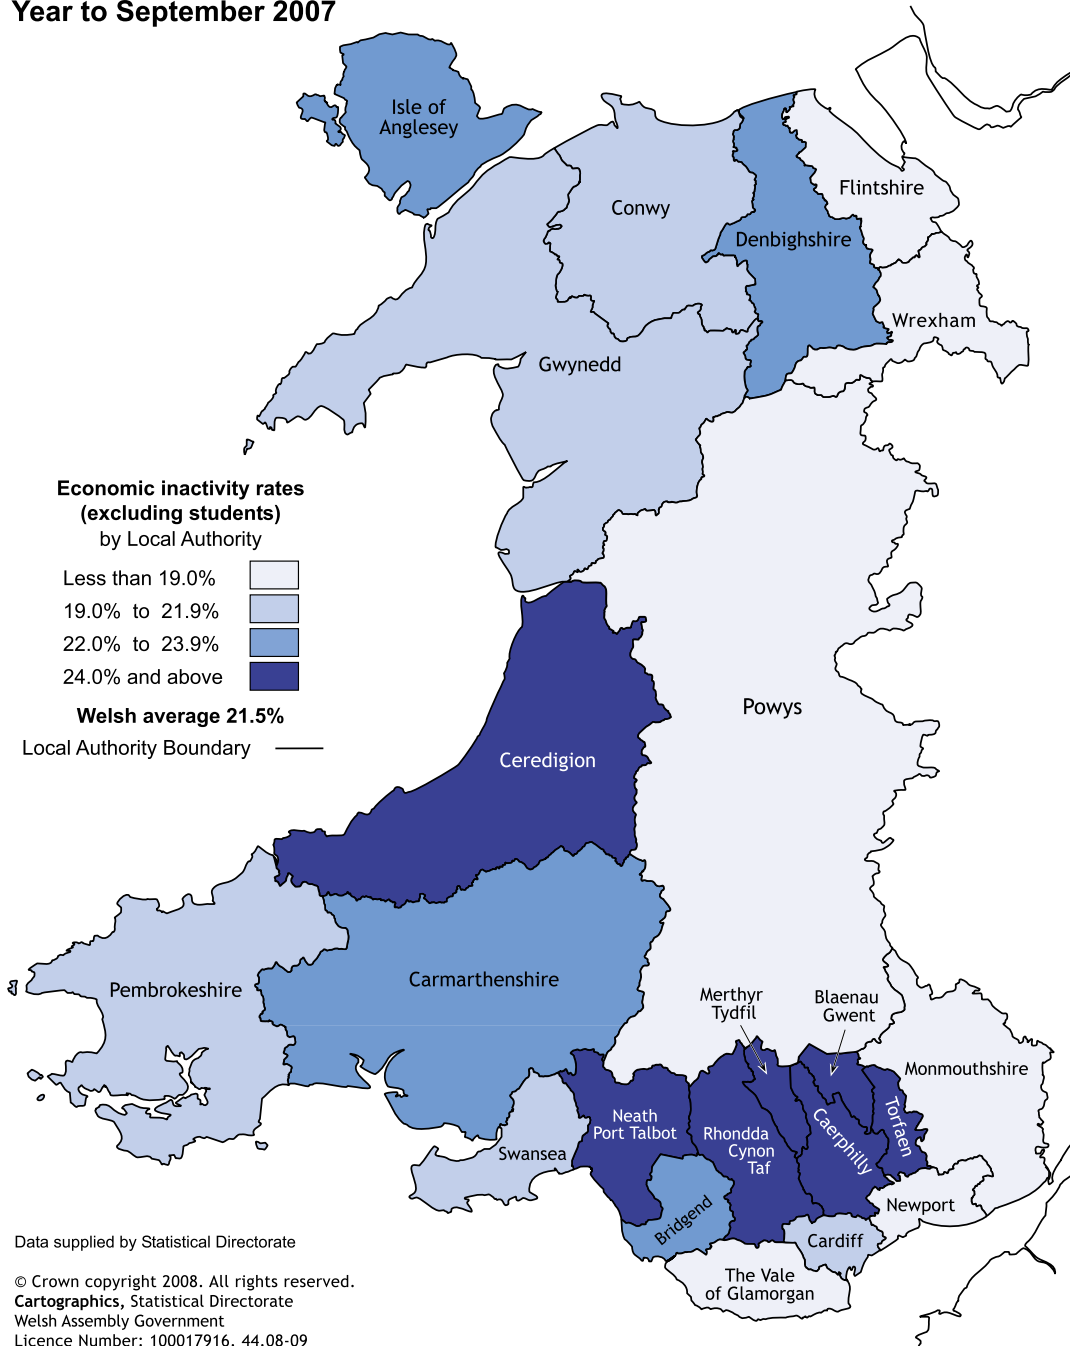 Year to September 2007
Isle of
Anglesey
Flintshire
Conwy
Denbighshire
Wrexham
Gwynedd
Economic inactivity rates
(excluding students)
by Local Authority
Less than 19.0%
19.0% to 21.9%
22.0% to 23.9%
24.0% and above
Welsh average 21.5%
Local Authority Boundary
Powys
Ceredigion
Carmarthenshire
Pembrokeshire
Merthyr
Tydfil
Blaenau
Gwent
Monmouthshire
Neath
Port Talbot
Rhondda
Cynon
Taf
Caerphilly
Torfaen
Swansea
Bridgend
Newport
Cardiff
The Vale
of Glamorgan
Data supplied by Statistical Directorate
© Crown copyright 2008. All rights reserved.
Cartographics, Statistical Directorate
Welsh Assembly Government
Licence Number: 100017916. 44.08-09